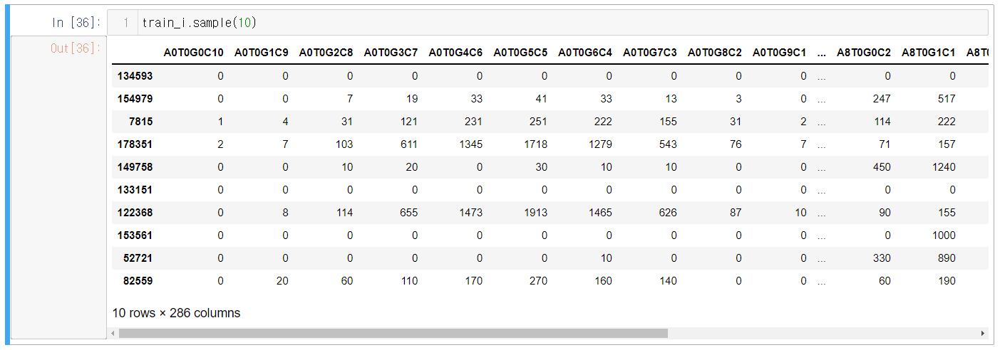 In [36]: 1 train_i.sample(10)
Out[36]:
A0T0G0C10 A0T0G1C9 A0T0G2C8 A0T0G3C7 A0T0G4C6 A0T0G5C5 A0T0G6C4 A0T0G7C3 A0T0G8C2 A0T0G9C1 ... A8T0G0C2 A8T0G1C1 A8T0
134593 0 0 0 0 0 0 0 0 0 0 ... 0 0
154979 0 0 7 19 33 41 33 13 3 0 ... 247 517
7815 1 4 31 121 231 251 222 155 31 2 ... 114 222
178351 2 7 103 611 1345 1718 1279 543 76 7 ... 71 157
149758 0 0 10 20 0 30 10 10 0 0 ... 450 1240
133151 0 0 0 0 0 0 0 0 0 0 ... 0 0
122368 0 8 114 655 1473 1913 1465 626 87 10 ... 90 155
153561 0 0 0 0 0 0 0 0 0 0 ... 0 1000
52721 0 0 0 0 0 0 10 0 0 0 ... 330 890
82559 0 20 60 110 170 270 160 140 0 0 ... 60 190
10 rows × 286 columns